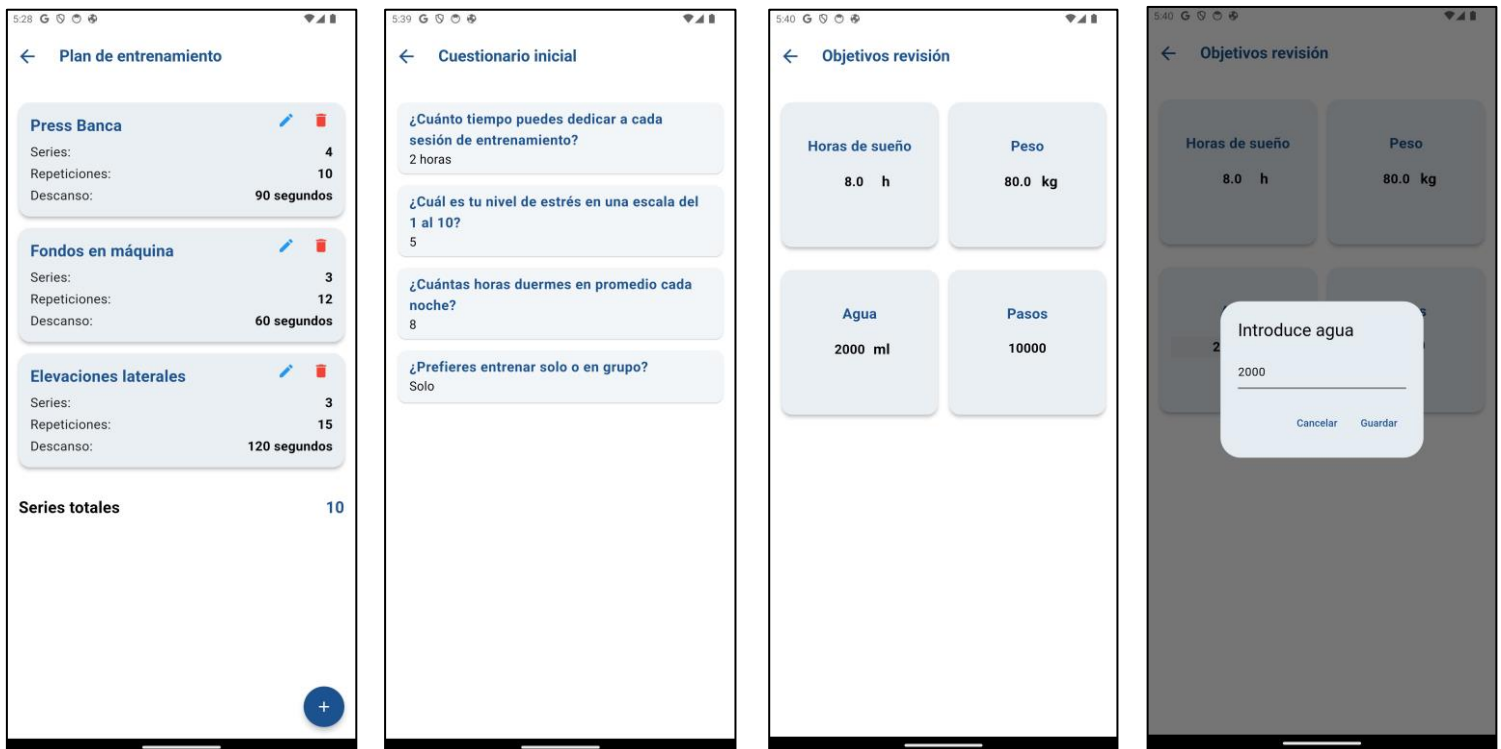 5:28 G
Plan de entrenamiento
Press Banca
Series: 4
Repeticiones: 10
Descanso: 90 segundos
Fondos en máquina
Series: 3
Repeticiones: 12
Descanso: 60 segundos
Elevaciones laterales
Series: 3
Repeticiones: 15
Descanso: 120 segundos
Series totales 10
+
5:39 G
Cuestionario inicial
¿Cuánto tiempo puedes dedicar a cada
sesión de entrenamiento?
2 horas
¿Cuál es tu nivel de estrés en una escala del
1 al 10?
5
¿Cuántas horas duermes en promedio cada
noche?
8
¿Prefieres entrenar solo o en grupo?
Solo
5:40 G
Objetivos revisión
Horas de sueño
8.0 h
Peso
80.0 kg
Agua
2000 ml
Pasos
10000
5:40 G
Objetivos revisión
Horas de sueño
8.0 h
Peso
80.0 kg
Introduce agua
2000
Cancelar Guardar